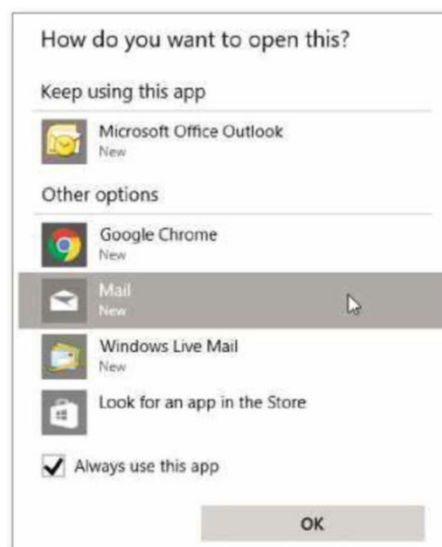 How do you want to open this?
Keep using this app
Microsoft Office Outlook
New
Other options
Google Chrome
New
Mail
New
Windows Live Mail
New
Look for an app in the Store
Always use this app
OK